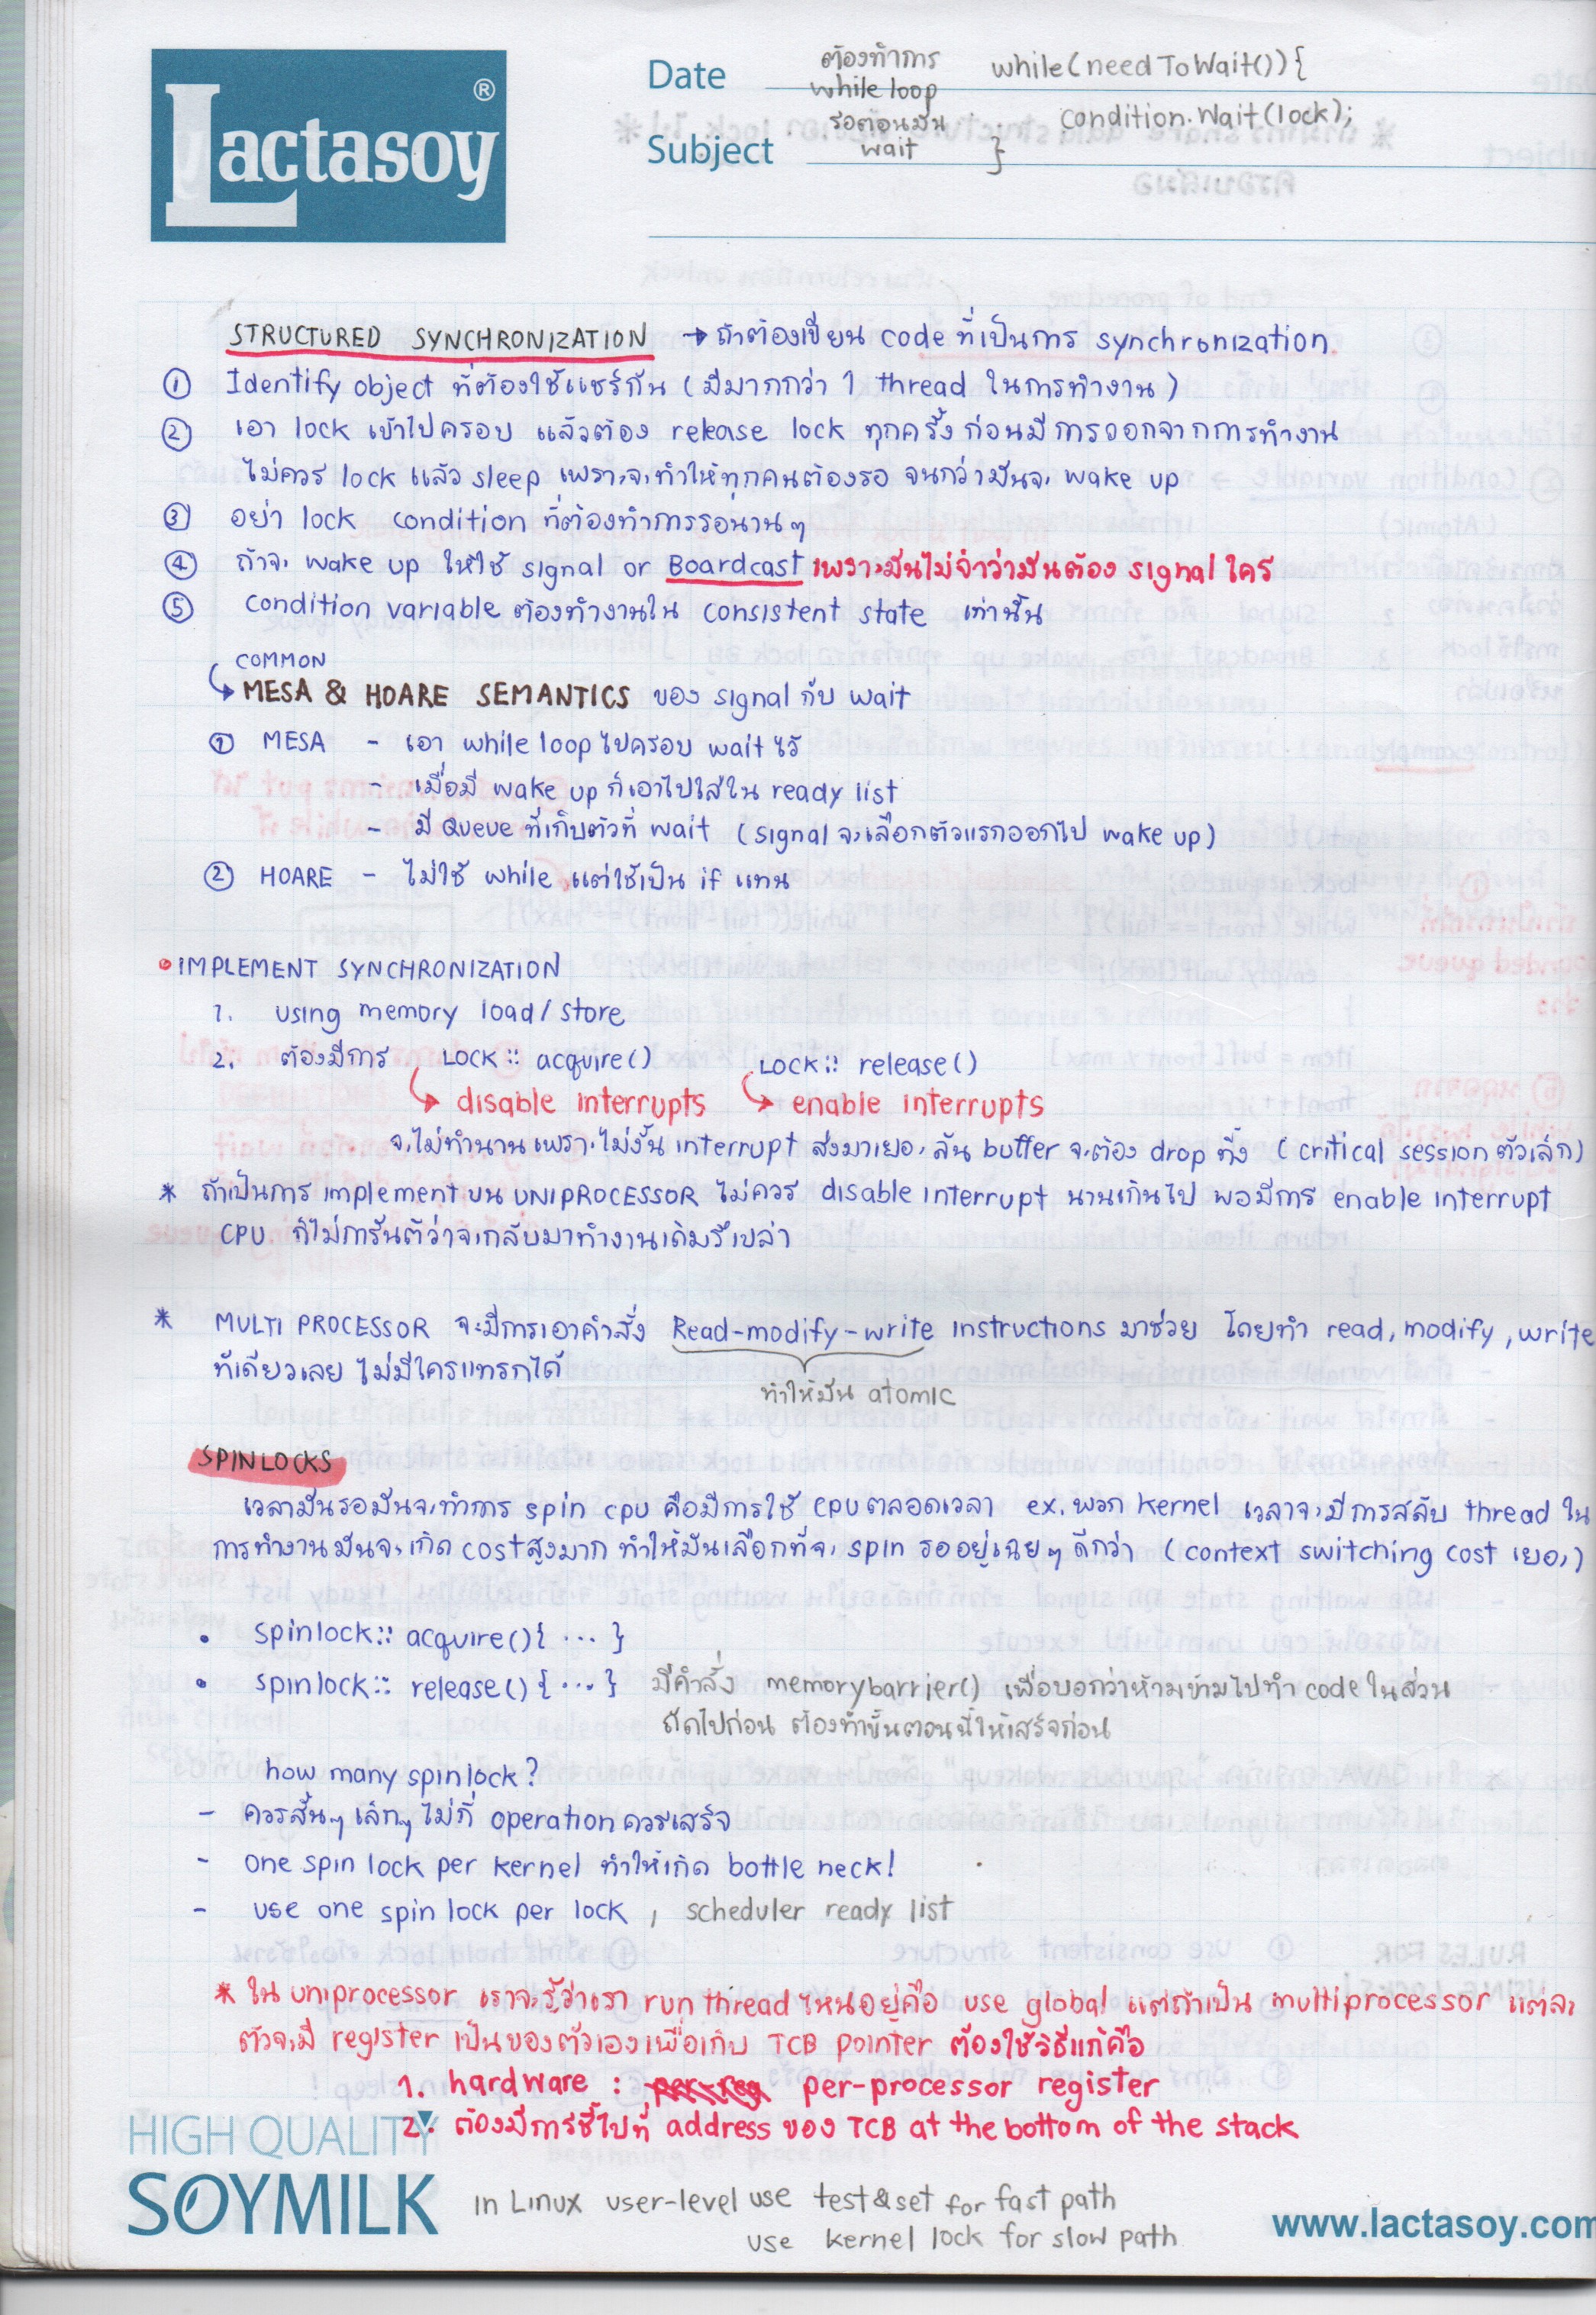 Lactasoy ®
Date
Subject
ต้องทำการ
while loop
รอตอนมัน
wait
while(needToWait()){
condition.Wait(lock);
}
STRUCTURED SYNCHRONIZATION → ถ้าต้องเขียน code ที่เป็นการ synchronization
① Identify object ที่ต้องใช้แชร์กัน (มีมากกว่า 1 thread ในการทำงาน)
② เอา lock เข้าไปครอบ แล้วต้อง release lock ทุกครั้งก่อนมีการออกจากการทำงาน
ไม่ควร lock แล้ว sleep เพราะจะทำให้ทุกคนต้องรอ จนกว่ามันจะ wake up
③ อย่า lock condition ที่ต้องทำการรอนานๆ
④ ถ้าจะ wake up ให้ใช้ signal or Boardcast เพราะมันไม่จำว่ามันต้อง signal ใคร
⑤ condition variable ต้องทำงานใน consistent state เท่านั้น
COMMON
↳ MESA & HOARE SEMANTICS ของ signal กับ wait
① MESA - เอา while loop ไปครอบ wait ไว้
- เมื่อมี wake up ก็เอาไปใส่ใน ready list
- มี Queue ที่เก็บตัวที่ wait (signal จะเลือกตัวแรกออกไป wake up)
② HOARE - ไม่ใช้ while แต่ใช้เป็น if แทน
• IMPLEMENT SYNCHRONIZATION
1. using memory load/store
2. ต้องมีการ LOCK::acquire() LOCK::release()
↳ disable interrupts ↳ enable interrupts
จะไม่ทำนานเพราะไม่งั้น interrupt ส่งมาเยอะ ล้น buffer จะต้อง drop ทิ้ง (critical session ตัวเล็ก)
* ถ้าเป็นการ implement บน UNIPROCESSOR ไม่ควร disable interrupt นานเกินไป พอมีการ enable interrupt
CPU ก็ไม่การันตีว่าจะกลับมาทำงานเดิมรึเปล่า
* MULTI PROCESSOR จะมีการเอาคำสั่ง Read-modify-write instructions มาช่วย โดยทำ read, modify, write
ทีเดียวเลย ไม่มีใครแทรกได้
ทำให้มัน atomic
SPINLOCKS
เวลามันรอมันจะทำการ spin cpu คือมีการใช้ CPU ตลอดเวลา ex. พวก kernel เวลาจะมีการสลับ thread ใน
การทำงานมันจะเกิด cost สูงมาก ทำให้มันเลือกที่จะ spin รออยู่เฉยๆ ดีกว่า (context switching cost เยอะ)
• Spinlock::acquire(){ ... }
• Spinlock::release(){ ... } มีคำสั่ง memorybarrier() เพื่อบอกว่าห้ามข้ามไปทำ code ในส่วน
ถัดไปก่อน ต้องทำขั้นตอนนี้ให้เสร็จก่อน
how many spinlock?
- ควรสั้นๆ เล็กๆ ไม่กี่ operation ควรเสร็จ
- one spin lock per kernel ทำให้เกิด bottle neck!
- use one spin lock per lock , scheduler ready list
* ใน uniprocessor เราจะรู้ว่าเรา run thread ไหนอยู่คือ use global แต่ถ้าเป็น multiprocessor แต่ละ
ตัวจะมี register เป็นของตัวเองเพื่อเก็บ TCB pointer ต้องใช้วิธีแก้คือ
1. hardware : per-reg per-processor register
2. ต้องมีการชี้ไปที่ address ของ TCB at the bottom of the stack
HIGH QUALITY
SOYMILK
in Linux user-level use test&set for fast path
use kernel lock for slow path
www.lactasoy.com